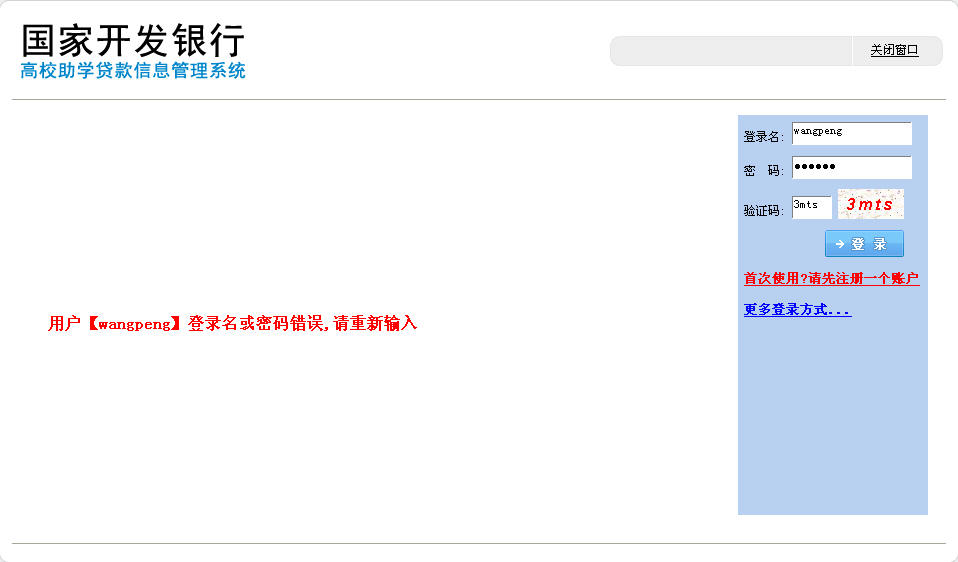 国家开发银行
高校助学贷款信息管理系统
关闭窗口
登录名: wangpeng
密 码: ●●●●●●
验证码: 3mts 3mts
登 录
首次使用?请先注册一个账户
更多登录方式...
用户【wangpeng】登录名或密码错误,请重新输入